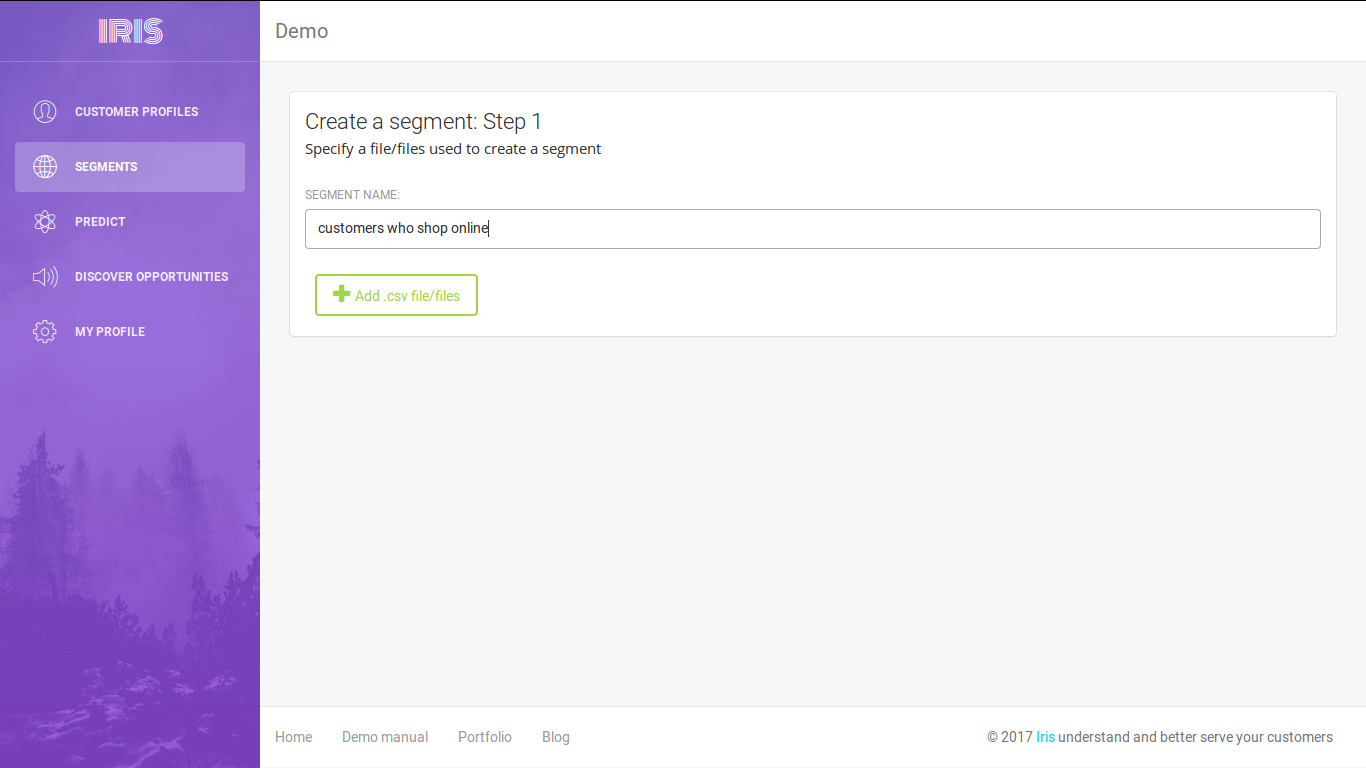 IRIS
Demo
CUSTOMER PROFILES
SEGMENTS
PREDICT
DISCOVER OPPORTUNITIES
MY PROFILE
Create a segment: Step 1
Specify a file/files used to create a segment
SEGMENT NAME:
customers who shop online
Add .csv file/files
Home Demo manual Portfolio Blog
© 2017 Iris understand and better serve your customers